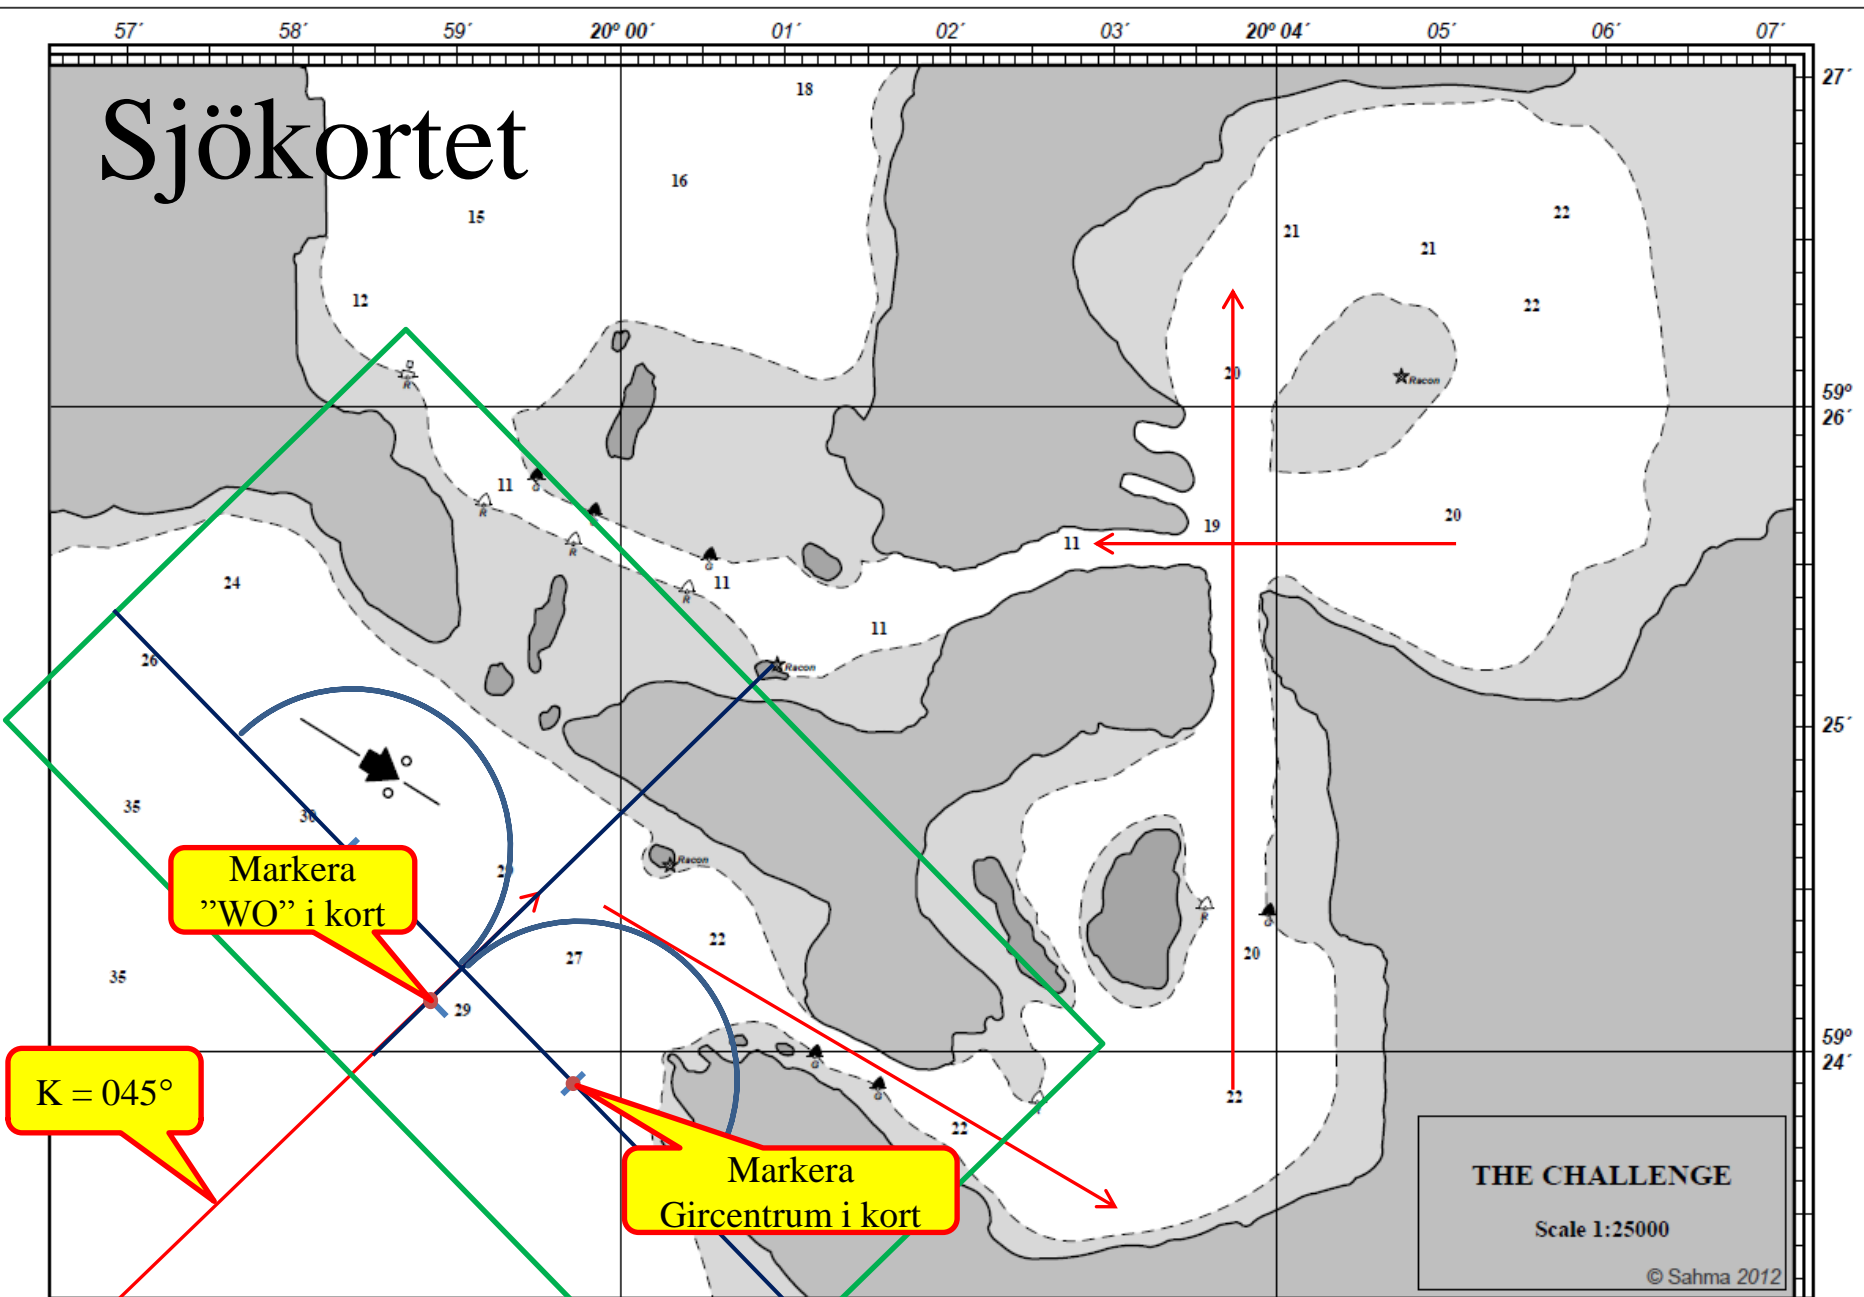 57´ 58´ 59´ 20º 00 01´ 02´ 03´ 20º 04´ 05´ 06´ 07´
27´
Sjökortet
18
16
15
22
21
21
12
22
20
Racon
59º
26´
R
11
G
R
G
R
11
G
11
R
19
20
24
11
26
Racon
25´
35
30
Racon
Markera
”WO” i kort
22
27
20
R
G
35
29
59º
24´
G
G
R
K = 045°
22
22
Markera
Gircentrum i kort
THE CHALLENGE
Scale 1:25000
© Sahma 2012